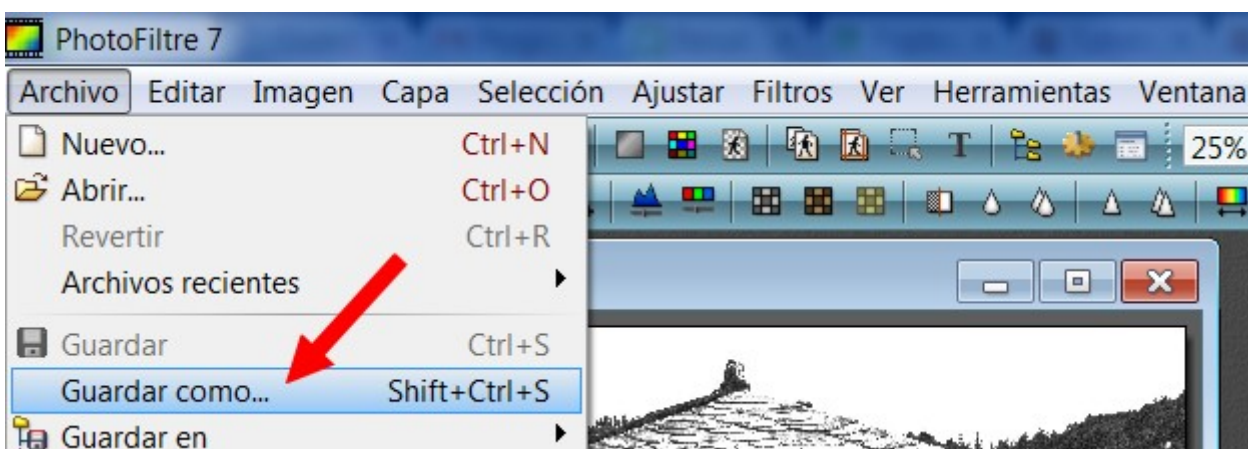 PhotoFiltre 7
Archivo Editar Imagen Capa Selección Ajustar Filtros Ver Herramientas Ventana
Nuevo... Ctrl+N
T 25%
Abrir... Ctrl+O
Revertir Ctrl+R
Archivos recientes
Guardar Ctrl+S
Guardar como... Shift+Ctrl+S
Guardar en